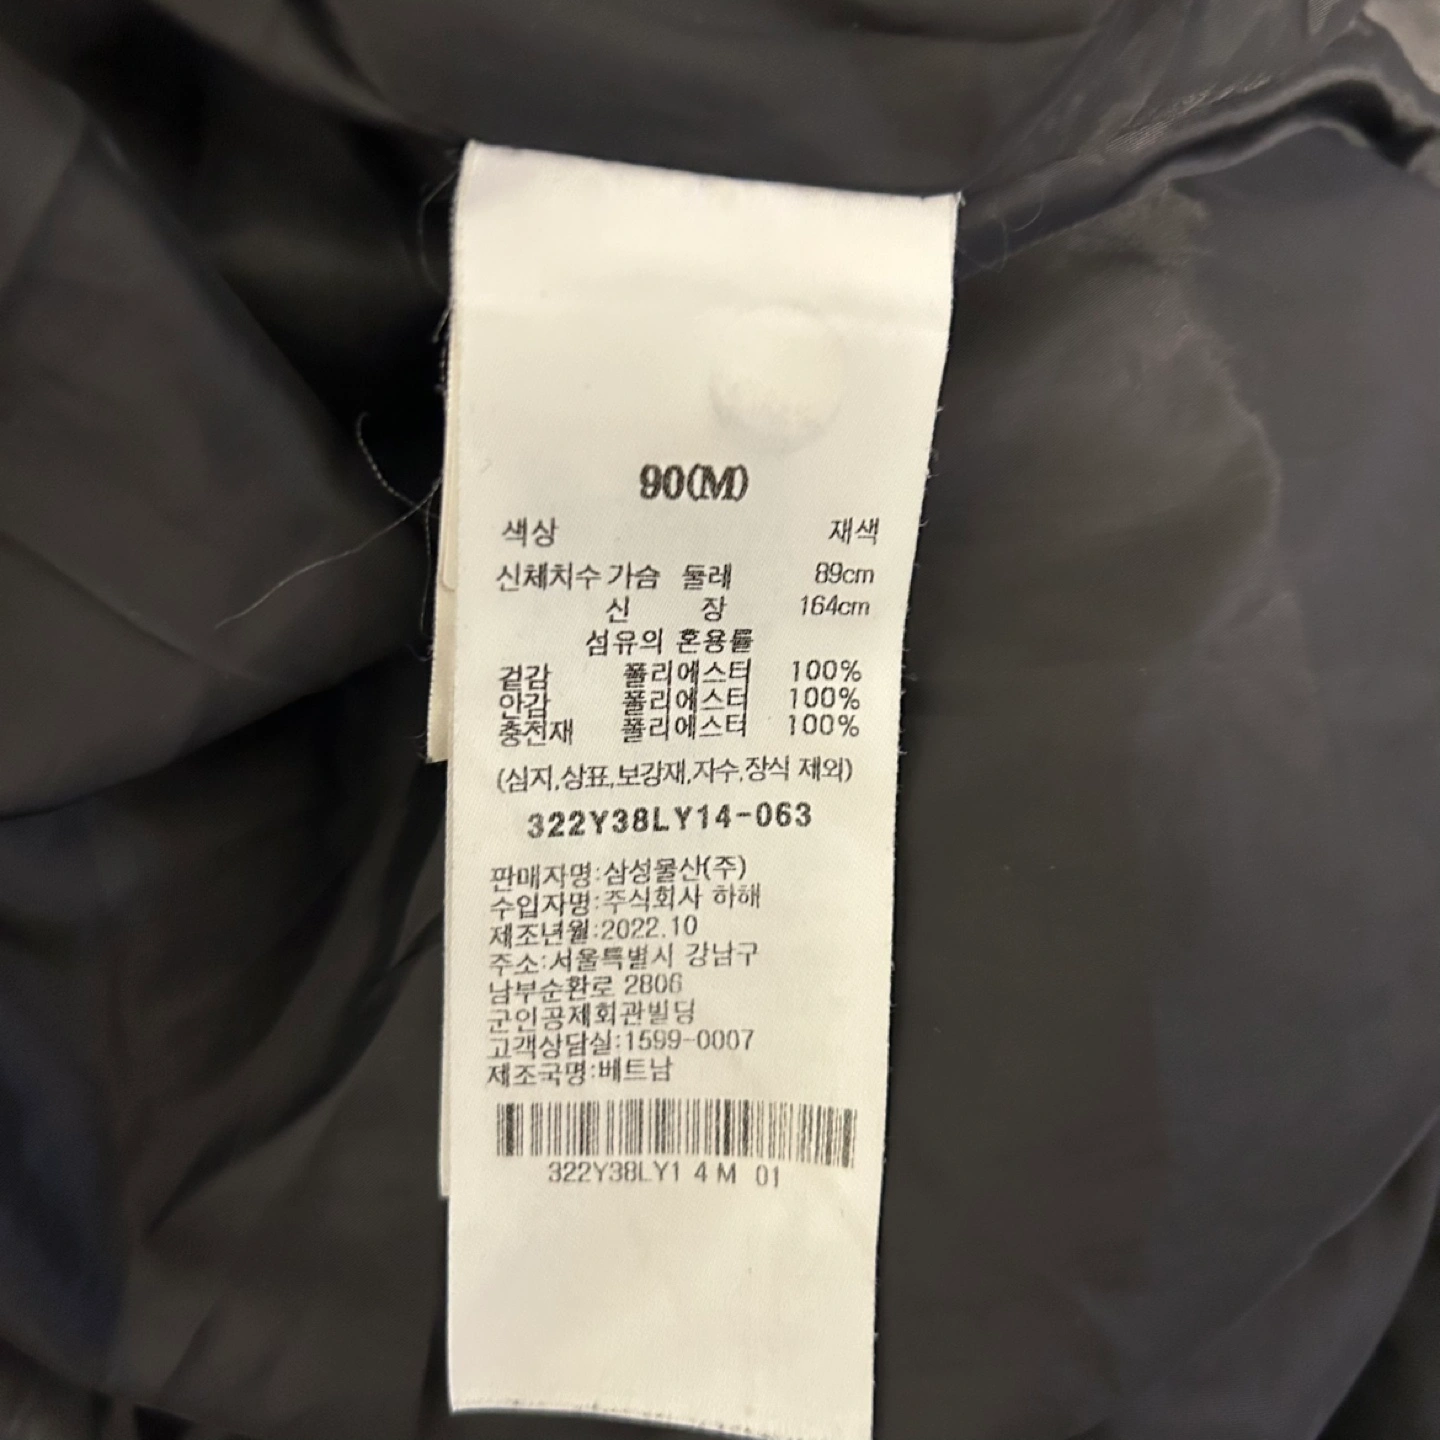 90(M)
색상 재색
신체치수 가슴 둘레 89cm
신 장 164cm
섬유의 혼용률
겉감 폴리에스터 100%
안감 폴리에스터 100%
충전재 폴리에스터 100%
(심지,상표,보강재,자수,장식 제외)
322Y38LY14-063
판매자명:삼성물산(주)
수입자명:주식회사 하해
제조년월:2022.10
주소:서울특별시 강남구
남부순환로 2806
군인공제회관빌딩
고객상담실:1599-0007
제조국명:베트남
322Y38LY1 4 M 01